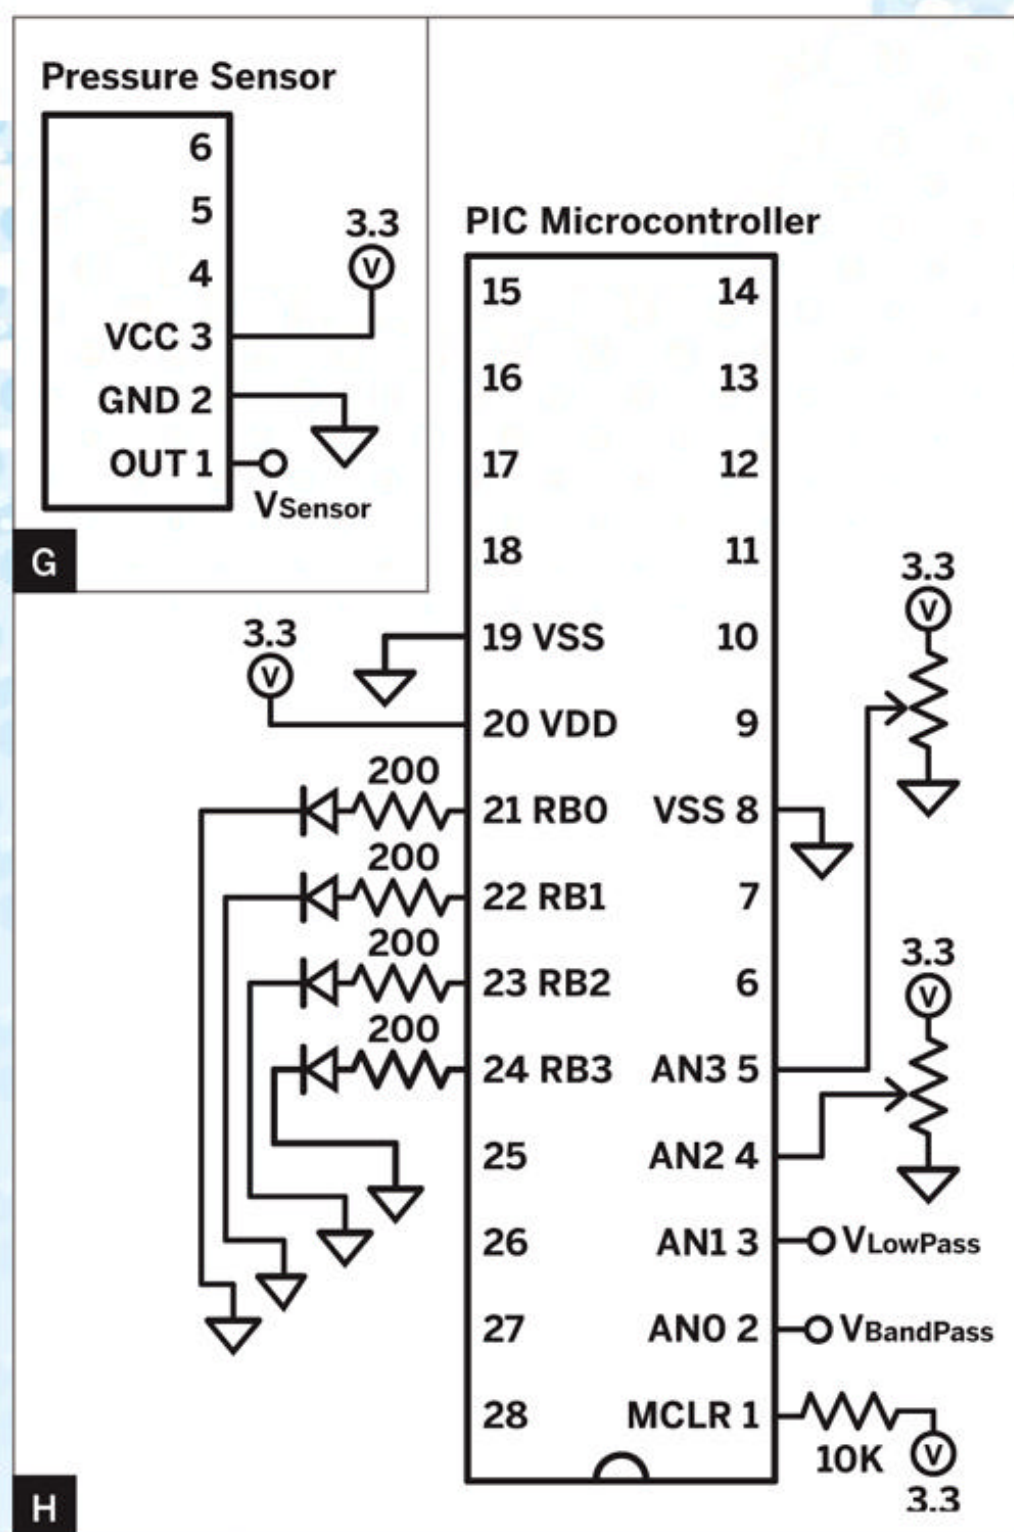 Pressure Sensor
6
5
4
VCC 3
GND 2
OUT 1
3.3
V
VSensor
G
PIC Microcontroller
15 14
16 13
17 12
18 11
19 VSS 10
20 VDD 9
21 RB0 VSS 8
22 RB1 7
23 RB2 6
24 RB3 AN3 5
25 AN2 4
26 AN1 3
27 AN0 2
28 MCLR 1
3.3
V
200
200
200
200
3.3
V
3.3
V
VLowPass
VBandPass
10K
V
3.3
H